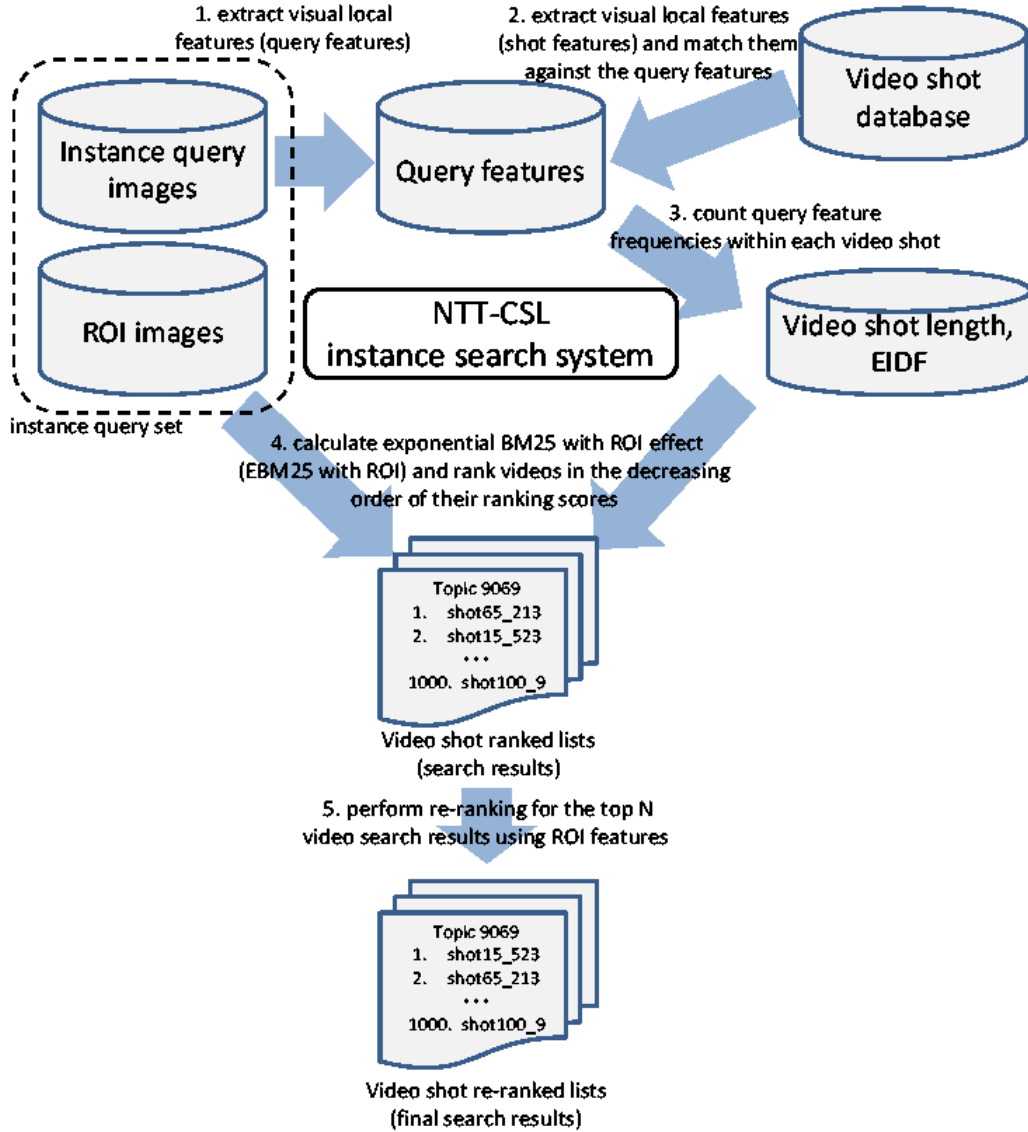 1. extract visual local
features (query features)
2. extract visual local features
(shot features) and match them
against the query features
Video shot
database
Instance query
images
Query features
3. count query feature
frequencies within each video shot
ROI images
NTT-CSL
instance search system
Video shot length,
EIDF
instance query set
4. calculate exponential BM25 with ROI effect
(EBM25 with ROI) and rank videos in the decreasing
order of their ranking scores
Topic 9069
1. shot65_213
2. shot15_523
...
1000. shot100_9
Video shot ranked lists
(search results)
5. perform re-ranking for the top N
video search results using ROI features
Topic 9069
1. shot15_523
2. shot65_213
...
1000. shot100_9
Video shot re-ranked lists
(final search results)